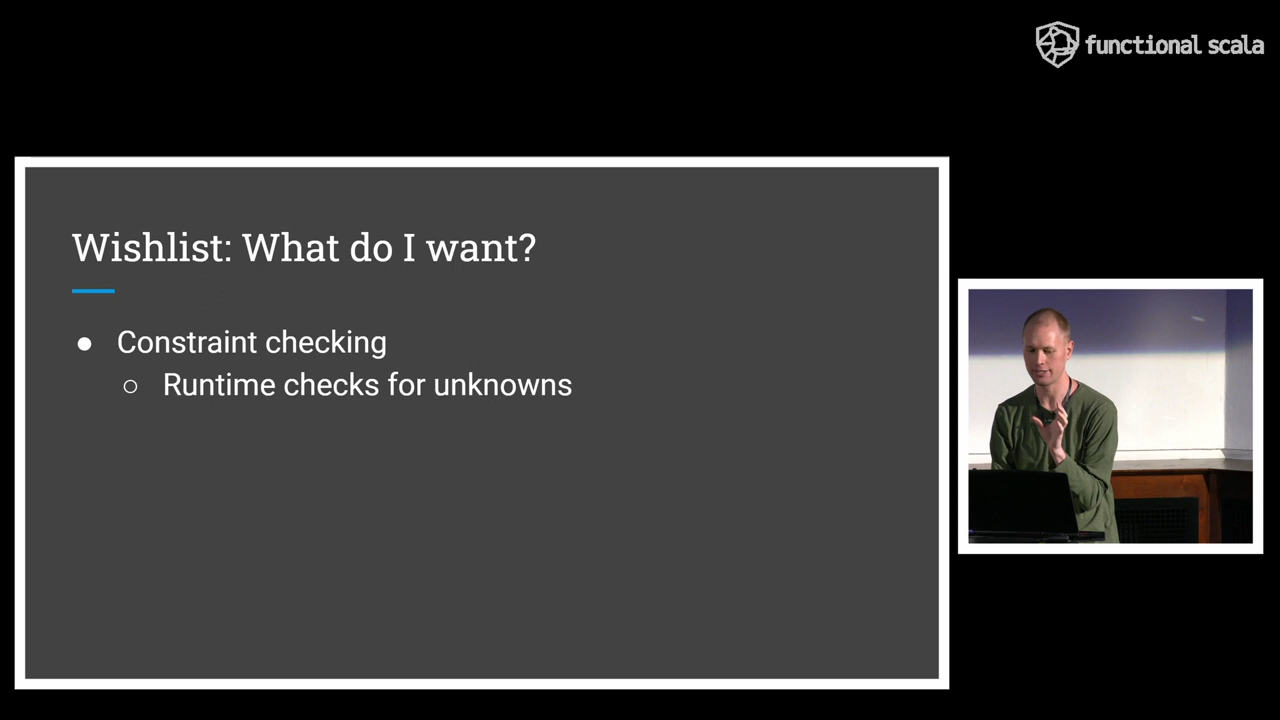 functional scala
Wishlist: What do I want?
● Constraint checking
○ Runtime checks for unknowns